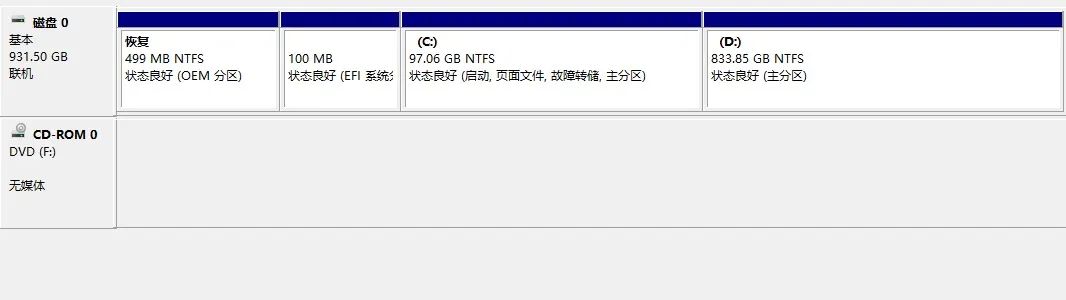 磁盘 0
基本
931.50 GB
联机
恢复
499 MB NTFS
状态良好 (OEM 分区)
100 MB
状态良好 (EFI 系统
(C:)
97.06 GB NTFS
状态良好 (启动, 页面文件, 故障转储, 主分区)
(D:)
833.85 GB NTFS
状态良好 (主分区)
CD-ROM 0
DVD (F:)
无媒体